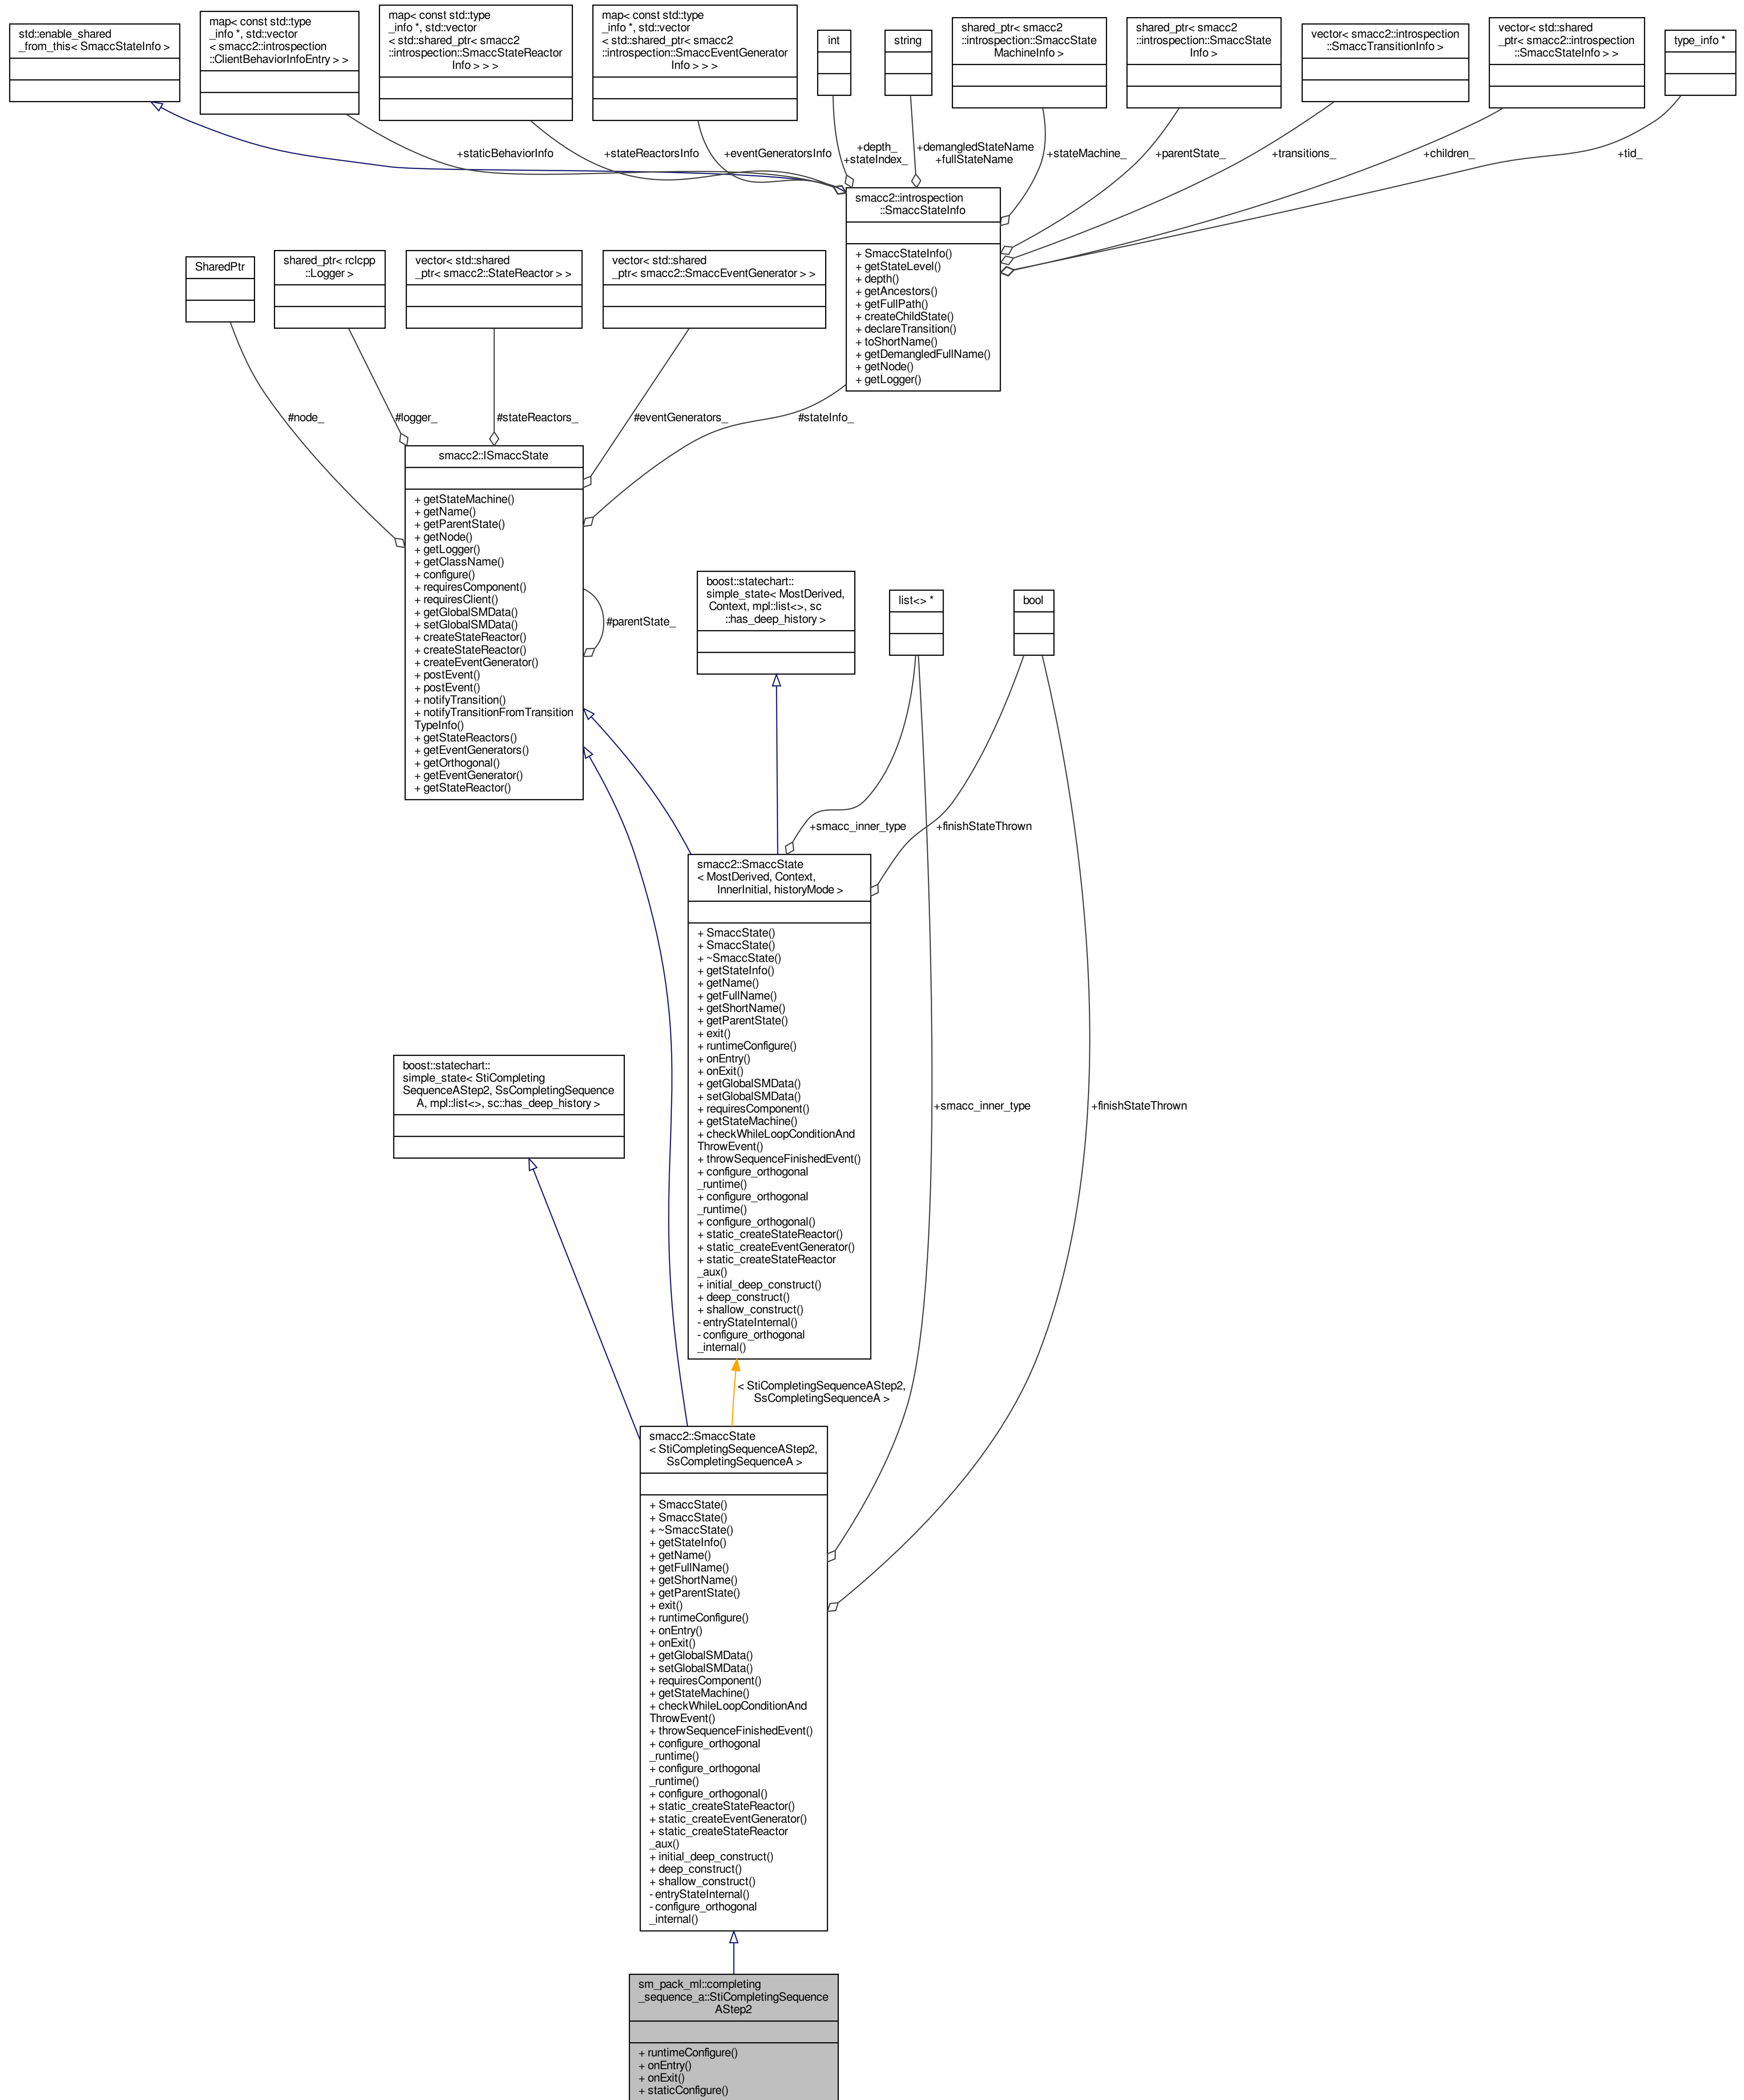 std::enable_shared
_from_this< SmaccStateInfo >
map< const std::type
_info *, std::vector
< smacc2::introspection
::ClientBehaviorInfoEntry > >
map< const std::type
_info *, std::vector
< std::shared_ptr< smacc2
::introspection::SmaccStateReactor
Info > > >
map< const std::type
_info *, std::vector
< std::shared_ptr< smacc2
::introspection::SmaccEventGenerator
Info > > >
int
string
shared_ptr< smacc2
::introspection::SmaccState
MachineInfo >
shared_ptr< smacc2
::introspection::SmaccState
Info >
vector< smacc2::introspection
::SmaccTransitionInfo >
vector< std::shared
_ptr< smacc2::introspection
::SmaccStateInfo > >
type_info *
+staticBehaviorInfo
+stateReactorsInfo
+eventGeneratorsInfo
+depth_
+stateIndex_
+demangledStateName
+fullStateName
+stateMachine_
+parentState_
+transitions_
+children_
+tid_
smacc2::introspection
::SmaccStateInfo
+ SmaccStateInfo()
+ getStateLevel()
+ depth()
+ getAncestors()
+ getFullPath()
+ createChildState()
+ declareTransition()
+ toShortName()
+ getDemangledFullName()
+ getNode()
+ getLogger()
SharedPtr
shared_ptr< rclcpp
::Logger >
vector< std::shared
_ptr< smacc2::StateReactor > >
vector< std::shared
_ptr< smacc2::SmaccEventGenerator > >
#node_
#logger_
#stateReactors_
#eventGenerators_
#stateInfo_
smacc2::ISmaccState
+ getStateMachine()
+ getName()
+ getParentState()
+ getNode()
+ getLogger()
+ getClassName()
+ configure()
+ requiresComponent()
+ requiresClient()
+ getGlobalSMData()
+ setGlobalSMData()
+ createStateReactor()
+ createStateReactor()
+ createEventGenerator()
+ postEvent()
+ postEvent()
+ notifyTransition()
+ notifyTransitionFromTransition
TypeInfo()
+ getStateReactors()
+ getEventGenerators()
+ getOrthogonal()
+ getEventGenerator()
+ getStateReactor()
#parentState_
boost::statechart::
simple_state< MostDerived,
Context, mpl::list<>, sc
::has_deep_history >
list<> *
bool
+smacc_inner_type
+finishStateThrown
smacc2::SmaccState
< MostDerived, Context,
InnerInitial, historyMode >
+ SmaccState()
+ SmaccState()
+ ~SmaccState()
+ getStateInfo()
+ getName()
+ getFullName()
+ getShortName()
+ getParentState()
+ exit()
+ runtimeConfigure()
+ onEntry()
+ onExit()
+ getGlobalSMData()
+ setGlobalSMData()
+ requiresComponent()
+ getStateMachine()
+ checkWhileLoopConditionAnd
ThrowEvent()
+ throwSequenceFinishedEvent()
+ configure_orthogonal
_runtime()
+ configure_orthogonal
_runtime()
+ configure_orthogonal()
+ static_createStateReactor()
+ static_createEventGenerator()
+ static_createStateReactor
_aux()
+ initial_deep_construct()
+ deep_construct()
+ shallow_construct()
- entryStateInternal()
- configure_orthogonal
_internal()
boost::statechart::
simple_state< StiCompleting
SequenceAStep2, SsCompletingSequence
A, mpl::list<>, sc::has_deep_history >
+smacc_inner_type
+finishStateThrown
< StiCompletingSequenceAStep2,
SsCompletingSequenceA >
smacc2::SmaccState
< StiCompletingSequenceAStep2,
SsCompletingSequenceA >
+ SmaccState()
+ SmaccState()
+ ~SmaccState()
+ getStateInfo()
+ getName()
+ getFullName()
+ getShortName()
+ getParentState()
+ exit()
+ runtimeConfigure()
+ onEntry()
+ onExit()
+ getGlobalSMData()
+ setGlobalSMData()
+ requiresComponent()
+ getStateMachine()
+ checkWhileLoopConditionAnd
ThrowEvent()
+ throwSequenceFinishedEvent()
+ configure_orthogonal
_runtime()
+ configure_orthogonal
_runtime()
+ configure_orthogonal()
+ static_createStateReactor()
+ static_createEventGenerator()
+ static_createStateReactor
_aux()
+ initial_deep_construct()
+ deep_construct()
+ shallow_construct()
- entryStateInternal()
- configure_orthogonal
_internal()
sm_pack_ml::completing
_sequence_a::StiCompletingSequence
AStep2
+ runtimeConfigure()
+ onEntry()
+ onExit()
+ staticConfigure()